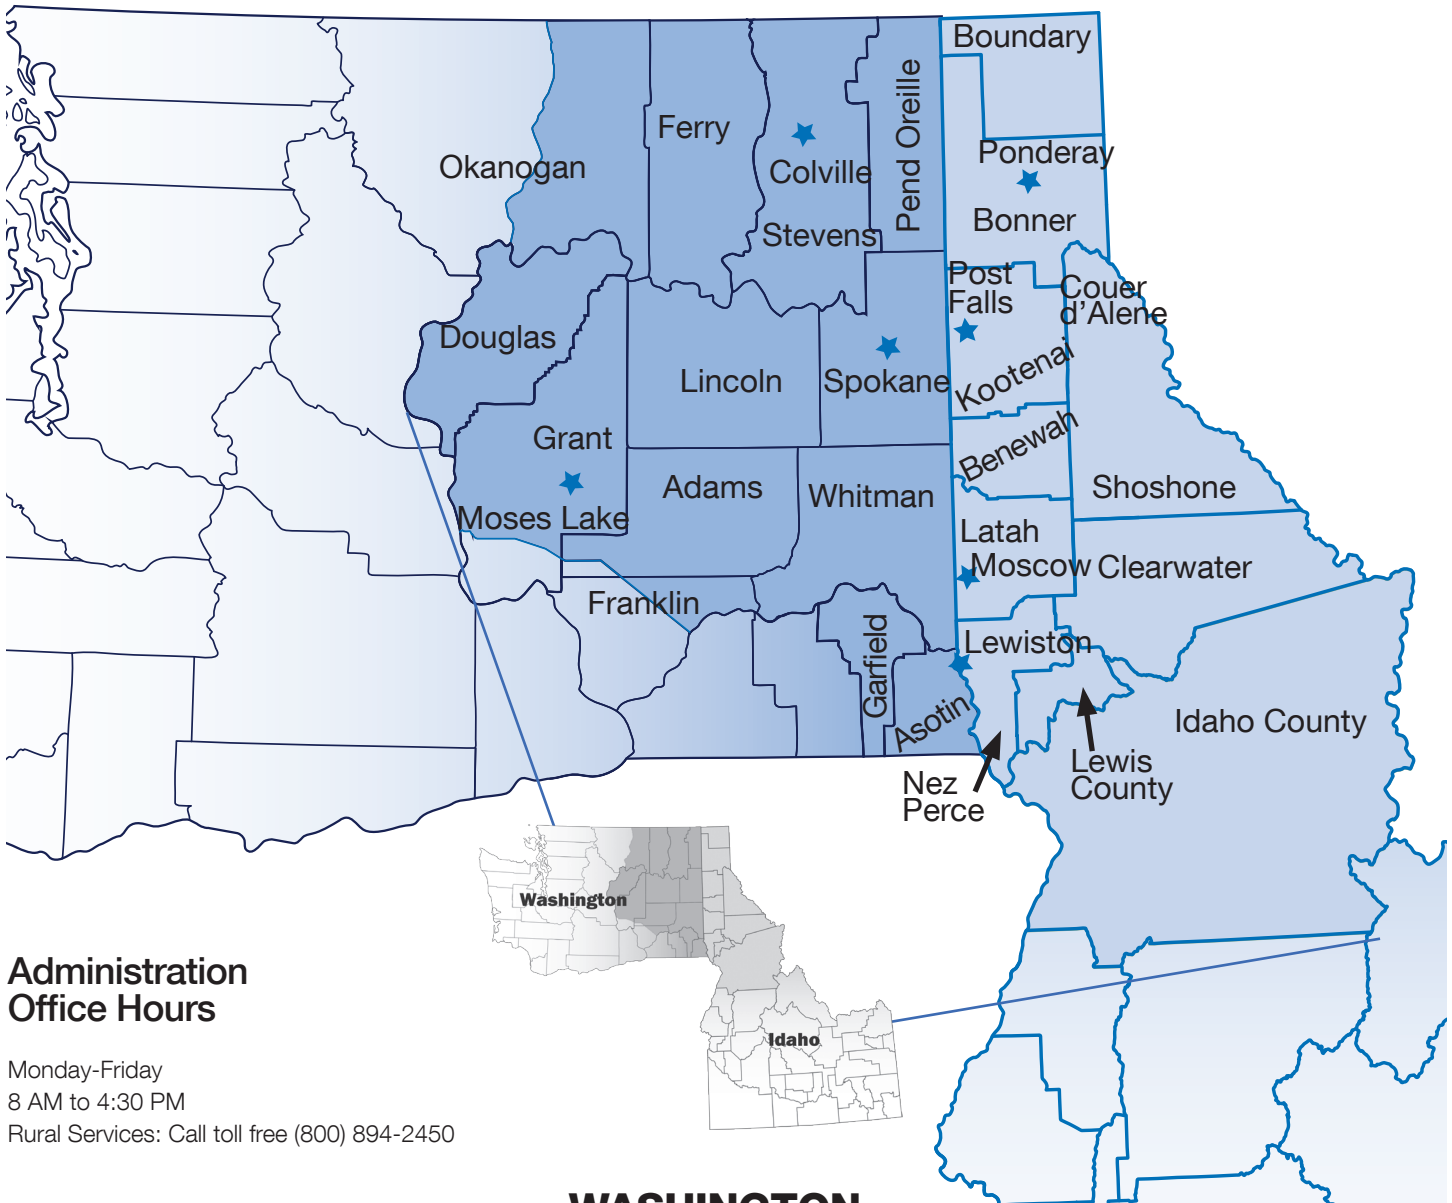 Boundary
Ferry
Pend Oreille
Ponderay
Okanogan
Colville
Bonner
Stevens
Post
Falls
Couer
d'Alene
Douglas
Lincoln
Spokane
Kootenai
Grant
Benewah
Adams
Whitman
Shoshone
Moses Lake
Latah
Moscow
Clearwater
Franklin
Garfield
Lewiston
Asotin
Idaho County
Nez
Perce
Lewis
County
Washington
Idaho
Administration
Office Hours
Monday-Friday
8 AM to 4:30 PM
Rural Services: Call toll free (800) 894-2450
WASHINGTON